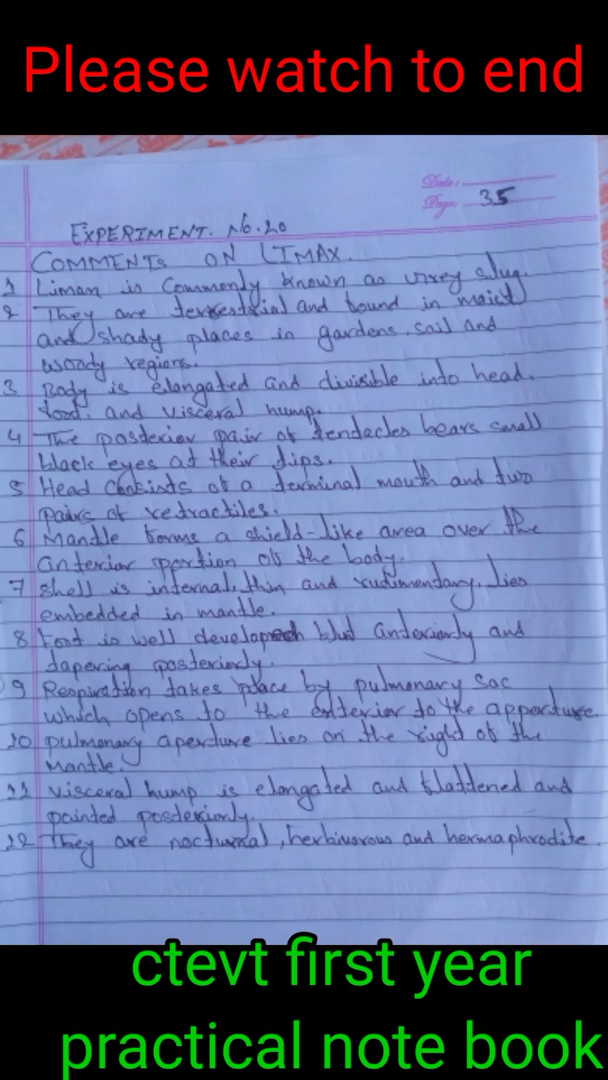 Please watch to end
Date:
Page: 35
EXPERIMENT. No. 20
COMMENTS ON LIMAX.
1 Liman is Commonly known as grey slug.
2 They are terrestrial and found in moist
and shady places in gardens, soil and
woody regions.
3 Body is elongated and divisible into head,
foot, and visceral hump.
4 The posterior pair of tendacles bears small
black eyes at their tips.
5 Head Consists of a terminal mouth and two
pairs of retractiles.
6 Mantle forms a shield-like area over the
anterior portion of the body.
7 Shell is internal, thin and rudimentary, lies
embedded in mantle.
8 Foot is well developed blut anteriorly and
tapering posteriorly.
9 Respiration takes place by pulmonary sac
which opens to the exterior to the apperture.
10 pulmonary aperture lies on the right of the
Mantle.
11 visceral hump is elongated and flattened and
pointed posteriorly.
12 They are nocturnal, herbivorous and hermaphrodite.
ctevt first year
practical note book